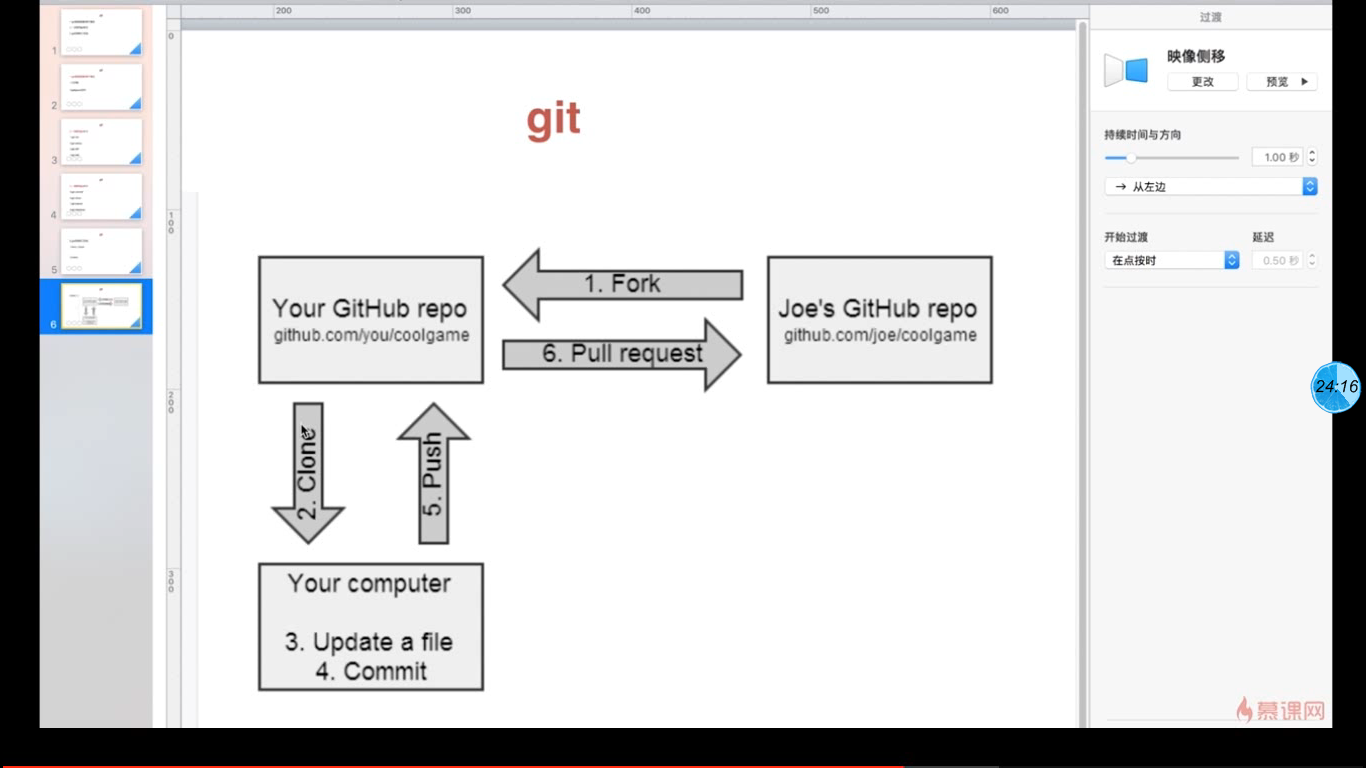 200
300
400
500
600
过渡
0
1
映像侧移
更改
预览
2
git
持续时间与方向
3
1.00 秒
从左边
4
100
开始过渡
延迟
在点按时
0.50 秒
5
6
Your GitHub repo
github.com/you/coolgame
1. Fork
6. Pull request
Joe's GitHub repo
github.com/joe/coolgame
24:16
200
2. Clone
5. Push
300
Your computer
3. Update a file
4. Commit
慕课网